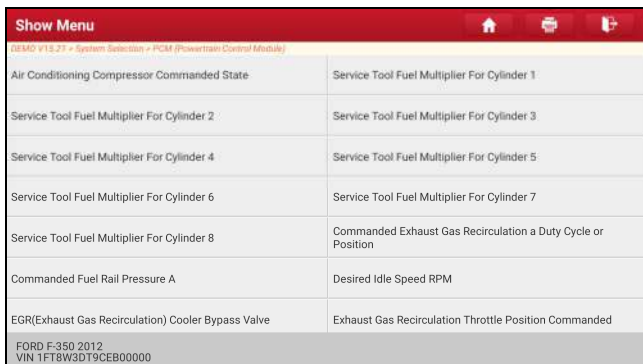 Show Menu
DEMO V15.27 > System Selection > PCM (Powertrain Control Module)
Air Conditioning Compressor Commanded State
Service Tool Fuel Multiplier For Cylinder 1
Service Tool Fuel Multiplier For Cylinder 2
Service Tool Fuel Multiplier For Cylinder 3
Service Tool Fuel Multiplier For Cylinder 4
Service Tool Fuel Multiplier For Cylinder 5
Service Tool Fuel Multiplier For Cylinder 6
Service Tool Fuel Multiplier For Cylinder 7
Service Tool Fuel Multiplier For Cylinder 8
Commanded Exhaust Gas Recirculation a Duty Cycle or
Position
Commanded Fuel Rail Pressure A
Desired Idle Speed RPM
EGR(Exhaust Gas Recirculation) Cooler Bypass Valve
Exhaust Gas Recirculation Throttle Position Commanded
FORD F-350 2012
VIN 1FT8W3DT9CEB00000